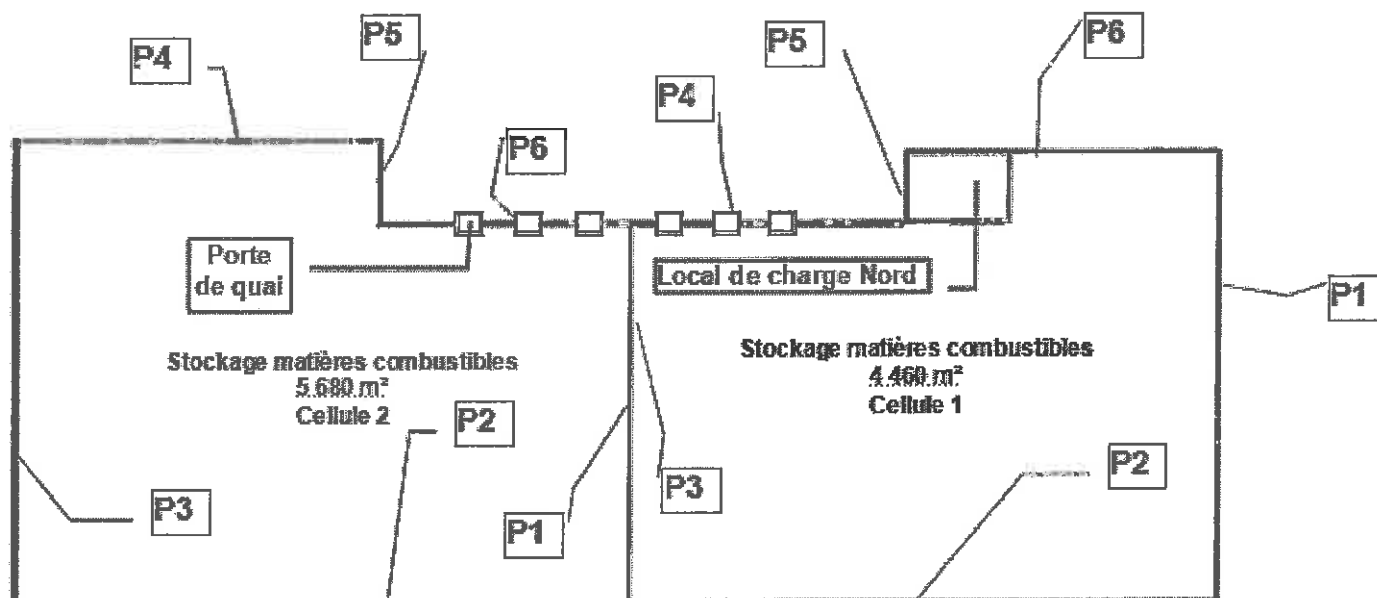 P4
P5
P5
P6
P4
P6
Porte
de quai
Local de charge Nord
P1
Stockage matières combustibles
5 680 m²
Cellule 2
Stockage matières combustibles
4 460 m²
Cellule 1
P2
P2
P3
P3
P1